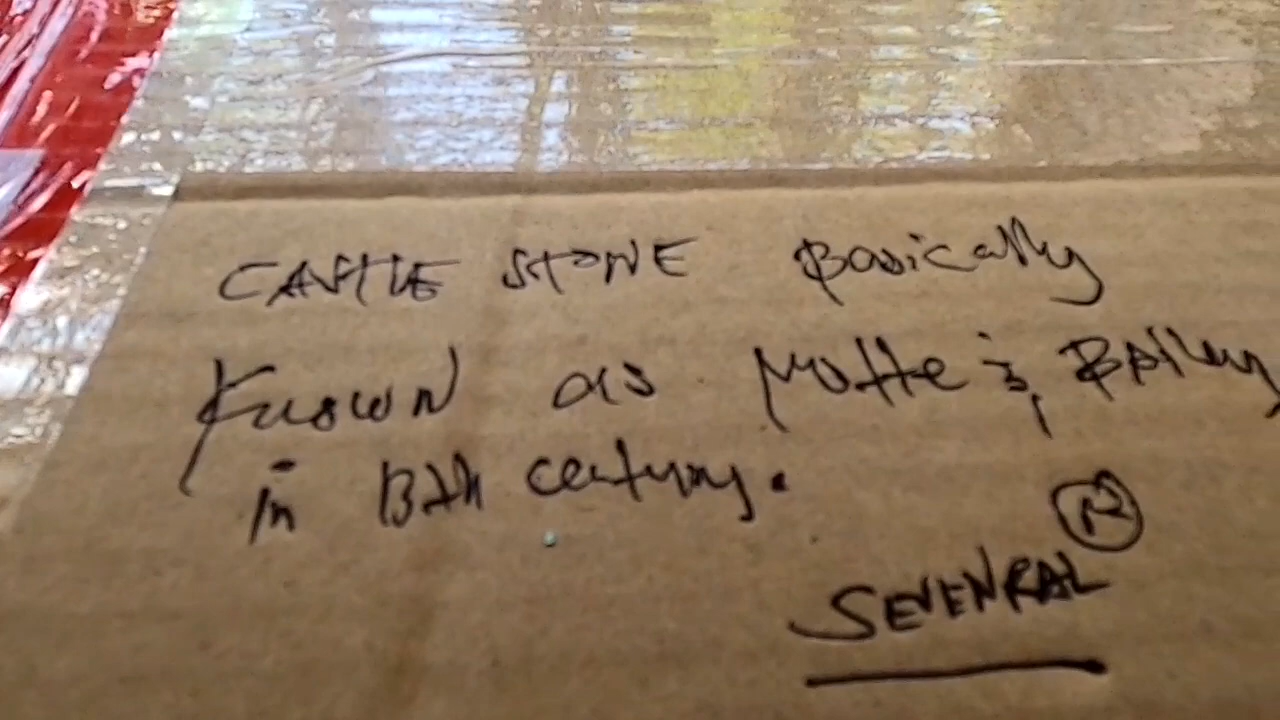 CASTLE STONE Basically
Known as Motte & Bailey
in 13th century.
SEVENRAL ®